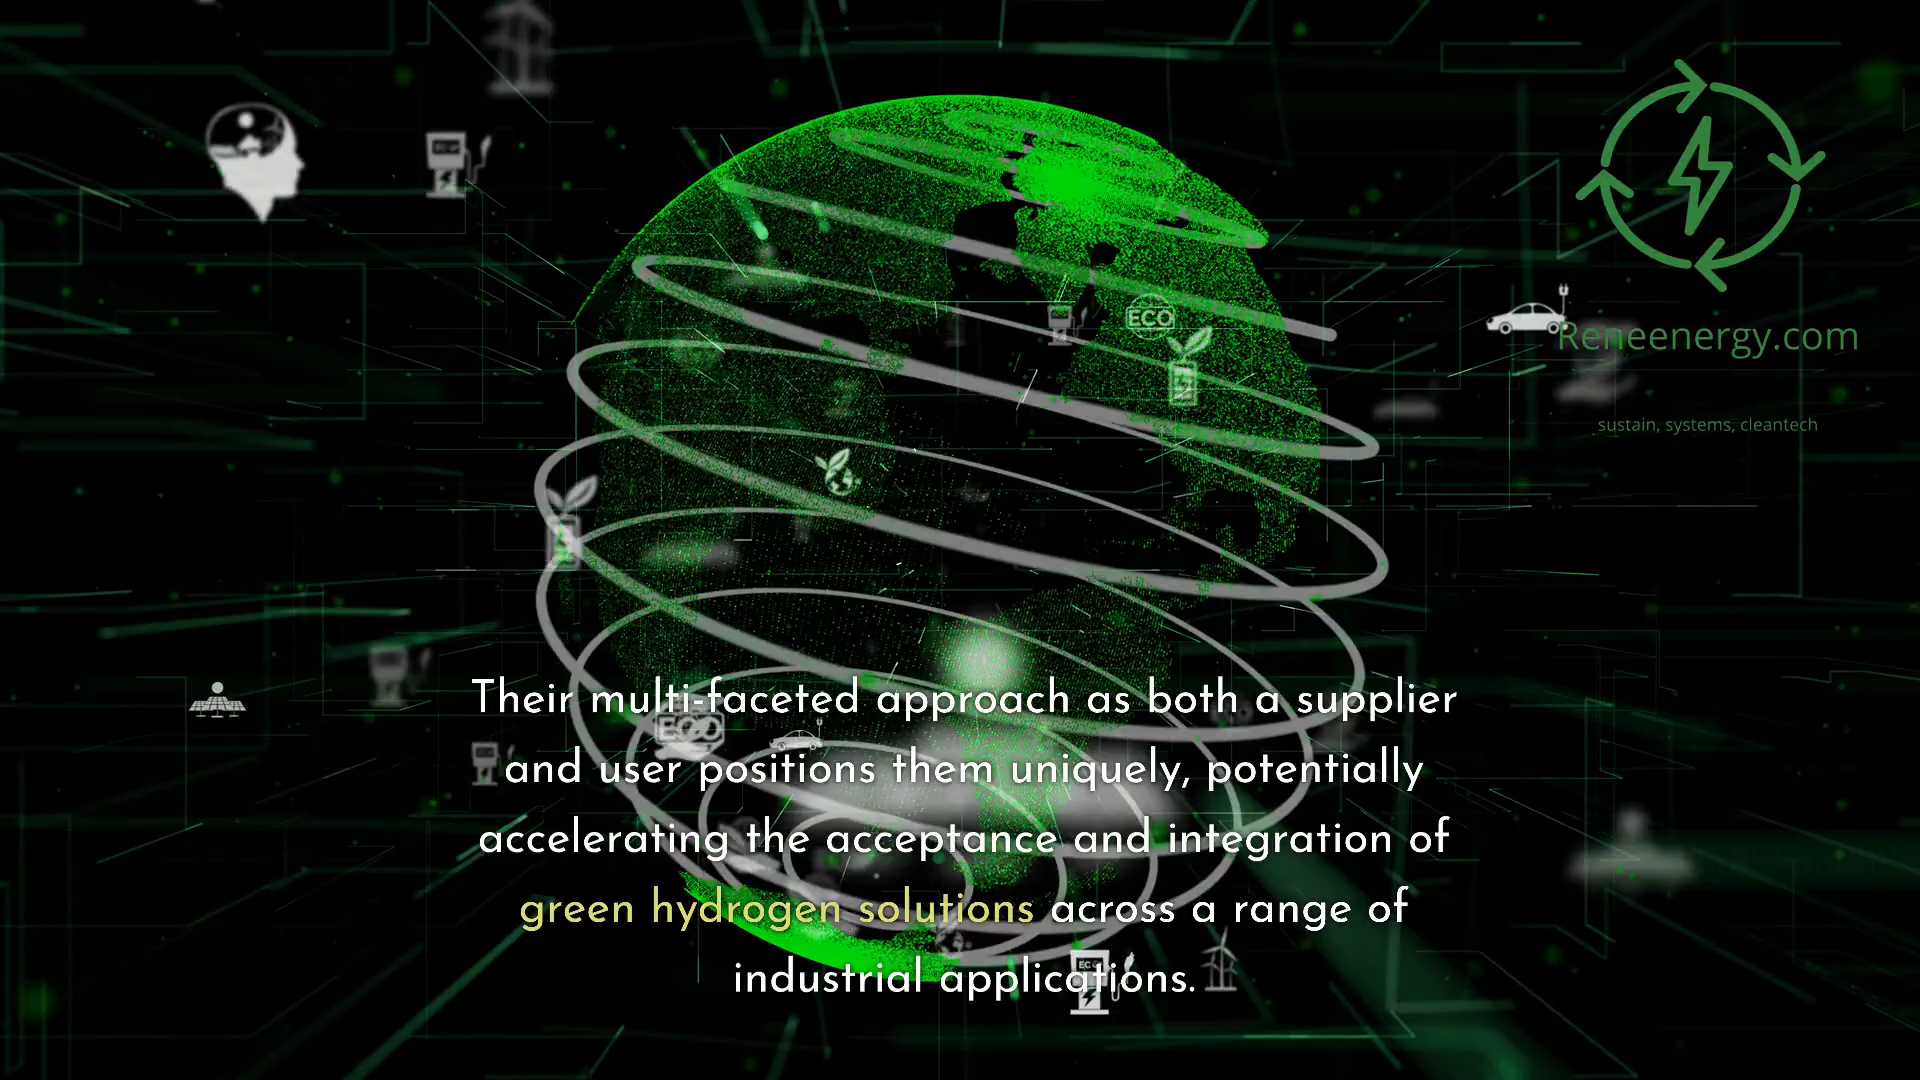 ECO
Reneenergy.com
sustain, systems, cleantech
Their multi-faceted approach as both a supplier
ECO
and user positions them uniquely, potentially
accelerating the acceptance and integration of
green hydrogen solutions across a range of
industrial applications.